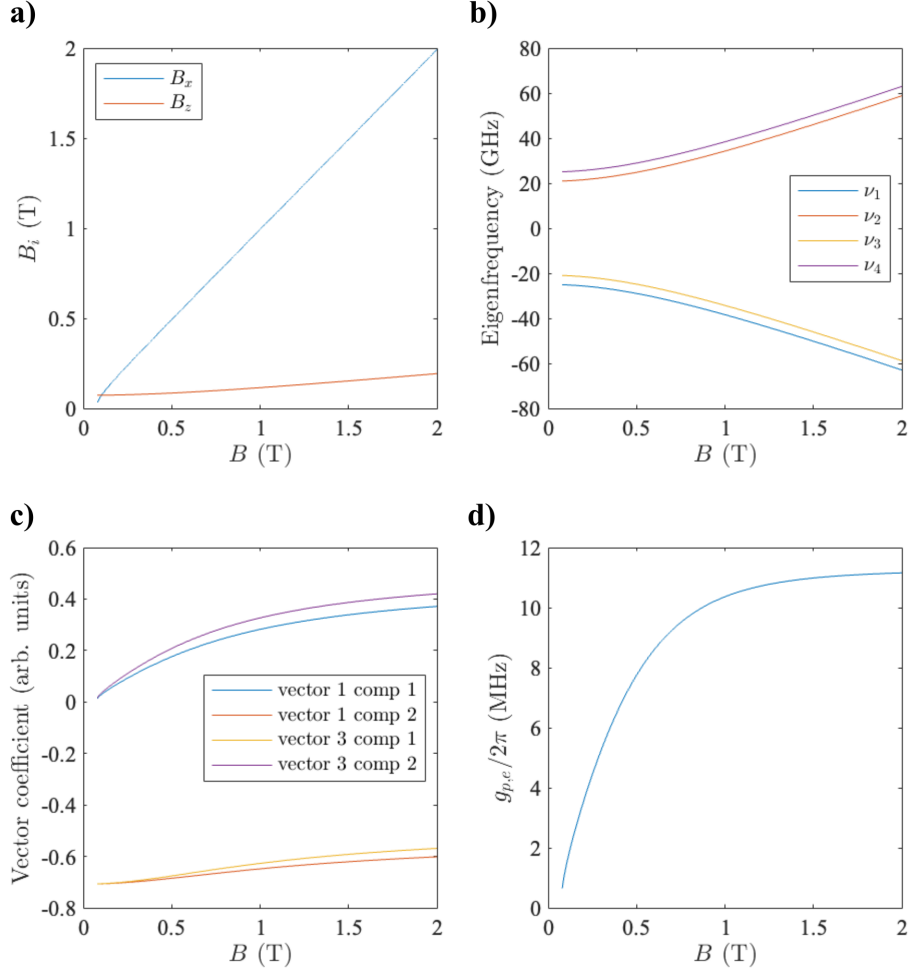 a)
2
1.5
1
0.5
0
0 0.5 1 1.5 2
B_i (T)
B (T)
B_x
B_z
b)
80
60
40
20
0
-20
-40
-60
-80
0 0.5 1 1.5 2
Eigenfrequency (GHz)
B (T)
ν_1
ν_2
ν_3
ν_4
c)
0.6
0.4
0.2
0
-0.2
-0.4
-0.6
-0.8
0 0.5 1 1.5 2
Vector coefficient (arb. units)
B (T)
vector 1 comp 1
vector 1 comp 2
vector 3 comp 1
vector 3 comp 2
d)
12
10
8
6
4
2
0
0 0.5 1 1.5 2
g_{p,e}/2π (MHz)
B (T)